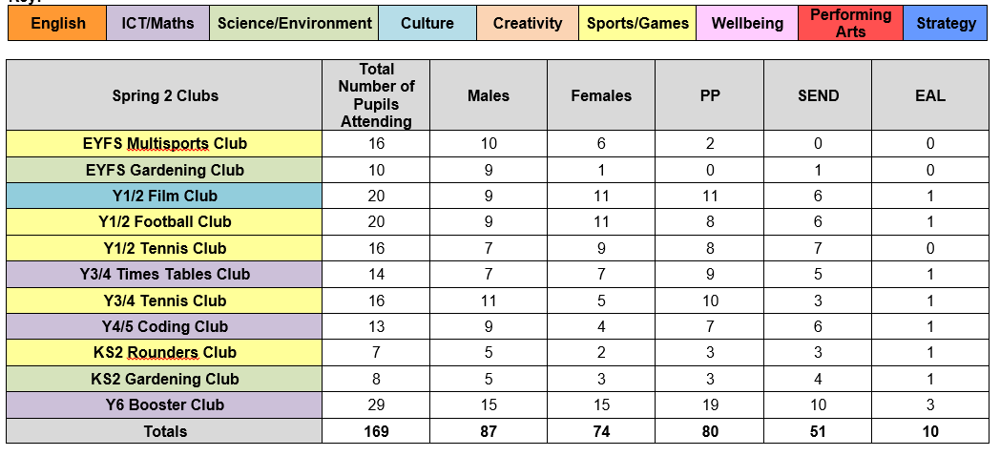 English ICT/Maths Science/Environment Culture Creativity Sports/Games Wellbeing Performing Arts Strategy
Spring 2 Clubs Total Number of Pupils Attending Males Females PP SEND EAL
EYFS Multisports Club 16 10 6 2 0 0
EYFS Gardening Club 10 9 1 0 1 0
Y1/2 Film Club 20 9 11 11 6 1
Y1/2 Football Club 20 9 11 8 6 1
Y1/2 Tennis Club 16 7 9 8 7 0
Y3/4 Times Tables Club 14 7 7 9 5 1
Y3/4 Tennis Club 16 11 5 10 3 1
Y4/5 Coding Club 13 9 4 7 6 1
KS2 Rounders Club 7 5 2 3 3 1
KS2 Gardening Club 8 5 3 3 4 1
Y6 Booster Club 29 15 15 19 10 3
Totals 169 87 74 80 51 10